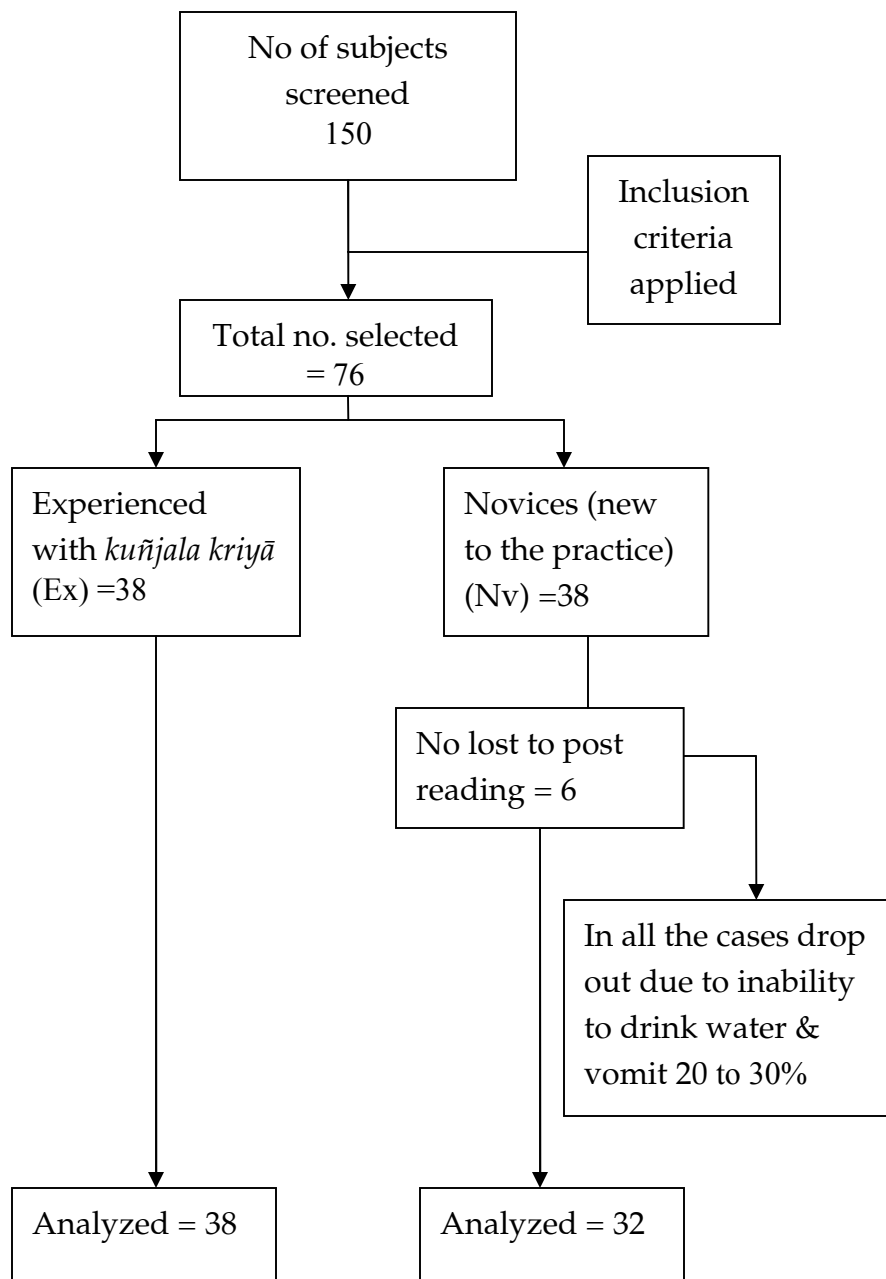 No of subjects
screened
150
Inclusion
criteria
applied
Total no. selected
= 76
Experienced
with kuñjala kriyā
(Ex) =38
Novices (new
to the practice)
(Nv) =38
No lost to post
reading = 6
In all the cases drop
out due to inability
to drink water &
vomit 20 to 30%
Analyzed = 38
Analyzed = 32